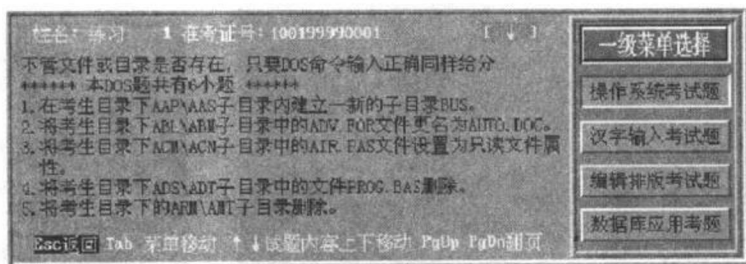 姓名: 练习 1 准考证号: 100199990001 [ ↓ ]
不管文件或目录是否存在, 只要DOS命令输入正确同样给分
++++++ 本DOS题共有6小题 ++++++
1. 在考生目录下AAP\AAS子目录内建立一新的子目录BUS。
2. 将考生目录下ABL\ABM子目录中的ADV.FOR文件更名为AUTO.DOC。
3. 将考生目录下ACM\ACN子目录中的AIR.PAS文件设置为只读文件属
性。
4. 将考生目录下ADS\ADT子目录中的文件PROG.BAS删除。
5. 将考生目录下的ARM\AMT子目录删除。
Esc返回 Tab 菜单移动 ↑↓试题内容上下移动 PgUp PgDn翻页
一级菜单选择
操作系统考试题
汉字输入考试题
编辑排版考试题
数据库应用考题